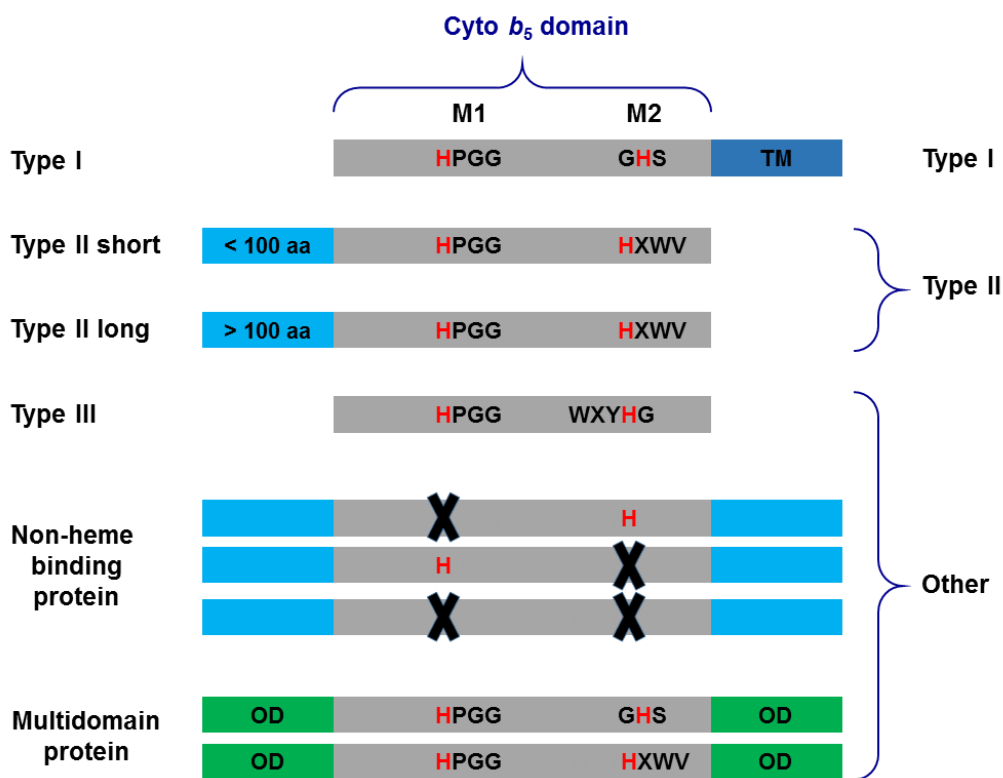 Cyto b5 domain
M1 M2
Type I HPGG GHS TM Type I
Type II short < 100 aa HPGG HXWV
Type II
Type II long > 100 aa HPGG HXWV
Type III HPGG WXYHG
Non-heme
binding
protein
H
H
Other
Multidomain
protein
OD HPGG GHS OD
OD HPGG HXWV OD